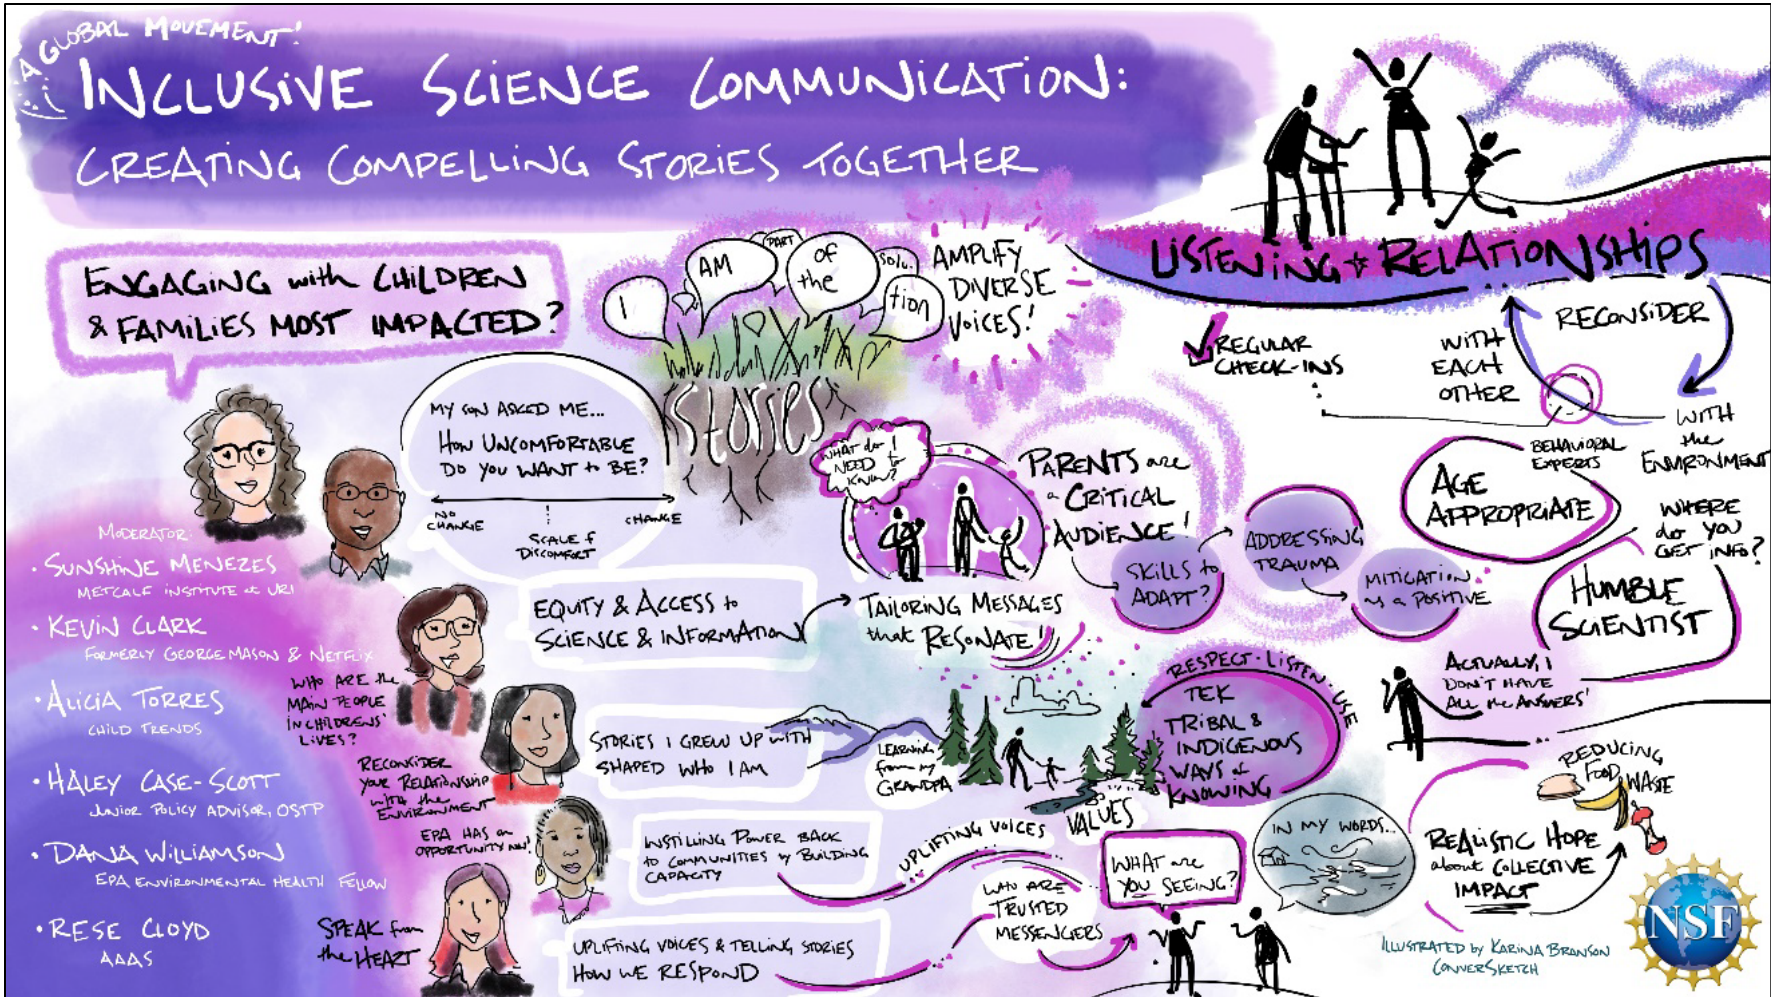 A GLOBAL MOVEMENT!
INCLUSIVE SCIENCE COMMUNICATION:
CREATING COMPELLING STORIES TOGETHER
ENGAGING with CHILDREN
& FAMILIES MOST IMPACTED?
MODERATOR:
• SUNSHINE MENEZES
METCALF INSTITUTE at URI
• KEVIN CLARK
FORMERLY GEORGE MASON & NETFLIX
• ALICIA TORRES
CHILD TRENDS
• HALEY CASE-SCOTT
JUNIOR POLICY ADVISOR, OSTP
• DANA WILLIAMSON
EPA ENVIRONMENTAL HEALTH FELLOW
• RESE CLOYD
AAAS
MY SON ASKED ME...
HOW UNCOMFORTABLE
DO YOU WANT to BE?
NO
CHANGE
SCALE of
DISCOMFORT
CHANGE
WHO ARE the
MAIN PEOPLE
IN CHILDRENS'
LIVES?
RECONSIDER
YOUR RELATIONSHIP
WITH the
ENVIRONMENT
EPA HAS an
OPPORTUNITY NOW!
SPEAK from
the HEART
I
AM
PART
of
the
Solu-
tion
Stories
AMPLIFY
DIVERSE
VOICES!
EQUITY & ACCESS to
SCIENCE & INFORMATION
STORIES I GREW UP WITH
SHAPED WHO I AM
INSTILLING POWER BACK
to COMMUNITIES by BUILDING
CAPACITY
UPLIFTING VOICES & TELLING STORIES
HOW WE RESPOND
WHAT do I
NEED to
KNOW?
PARENTS are
a CRITICAL
AUDIENCE!
TAILORING MESSAGES
that RESONATE!
SKILLS to
ADAPT?
ADDRESSING
TRAUMA
MITIGATION
as a POSITIVE
LEARNING
from my
GRANDPA
VALUES
RESPECT · LISTEN · USE
TEK
TRIBAL &
INDIGENOUS
WAYS of
KNOWING
UPLIFTING VOICES
WHO ARE
TRUSTED
MESSENGERS
WHAT are
YOU SEEING?
IN MY WORDS...
LISTENING + RELATIONSHIPS
REGULAR
CHECK-INS
WITH
EACH
OTHER
RECONSIDER
WITH
the
ENVIRONMENT
BEHAVIORAL
EXPERTS
AGE
APPROPRIATE
WHERE
do YOU
GET INFO?
HUMBLE
SCIENTIST
ACTUALLY, I
DON'T HAVE
ALL the ANSWERS!
REDUCING
FOOD
WASTE
REALISTIC HOPE
about COLLECTIVE
IMPACT
ILLUSTRATED by KARINA BRANSON
CONVERSKETCH
NSF